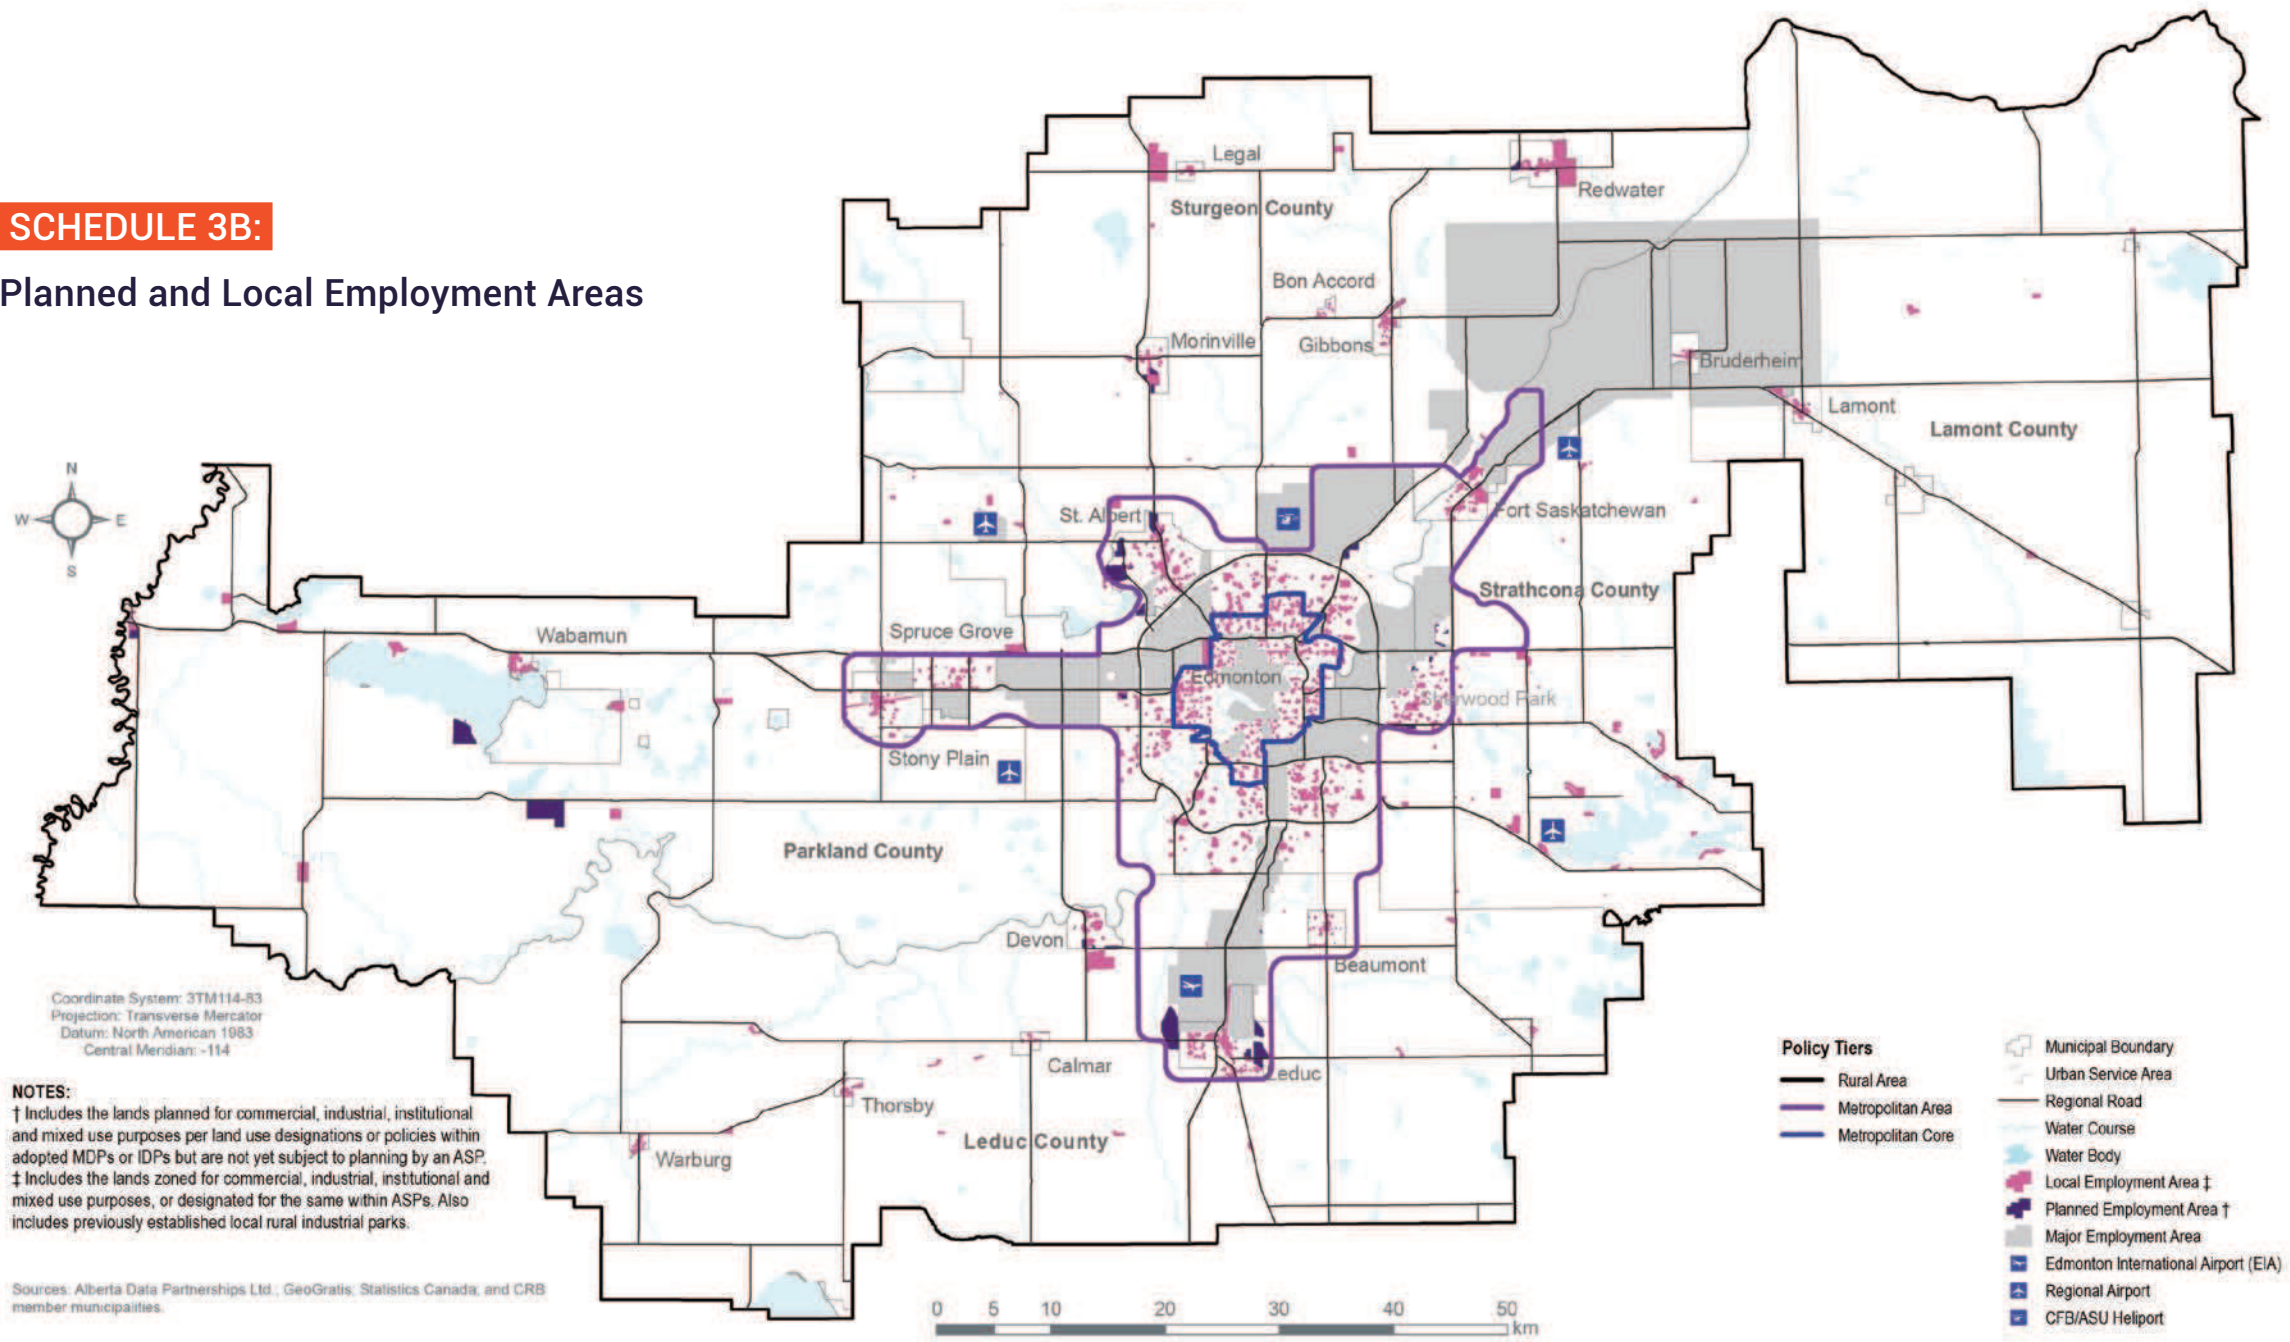 SCHEDULE 3B:
Planned and Local Employment Areas
Legal
Redwater
Sturgeon County
Bon Accord
Morinville
Gibbons
Bruderheim
Lamont
Lamont County
N
W E
S
St. Albert
Fort Saskatchewan
Strathcona County
Wabamun
Spruce Grove
Edmonton
Sherwood Park
Stony Plain
Parkland County
Devon
Beaumont
Calmar
Leduc
Thorsby
Leduc County
Warburg
Coordinate System: 3TM114-83
Projection: Transverse Mercator
Datum: North American 1983
Central Meridian: -114
NOTES:
† Includes the lands planned for commercial, industrial, institutional
and mixed use purposes per land use designations or policies within
adopted MDPs or IDPs but are not yet subject to planning by an ASP.
‡ Includes the lands zoned for commercial, industrial, institutional and
mixed use purposes, or designated for the same within ASPs. Also
includes previously established local rural industrial parks.
Sources: Alberta Data Partnerships Ltd., GeoGratis, Statistics Canada, and CRB
member municipalities.
0 5 10 20 30 40 50
km
Policy Tiers
Rural Area
Metropolitan Area
Metropolitan Core
Municipal Boundary
Urban Service Area
Regional Road
Water Course
Water Body
Local Employment Area ‡
Planned Employment Area †
Major Employment Area
Edmonton International Airport (EIA)
Regional Airport
CFB/ASU Heliport